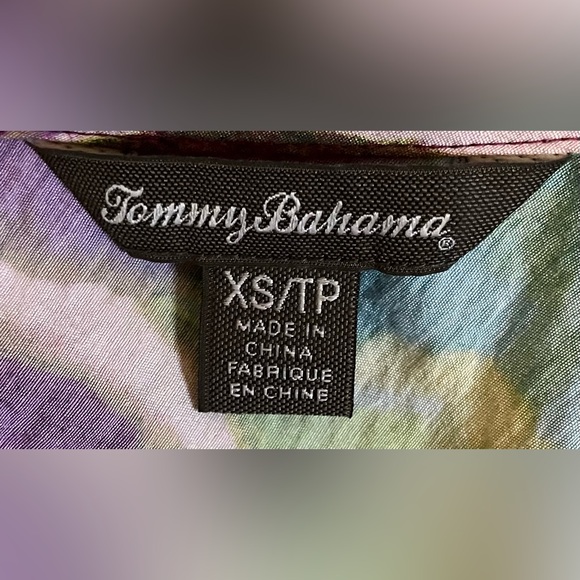 Tommy Bahama®
XS/TP
MADE IN
CHINA
FABRIQUE
EN CHINE